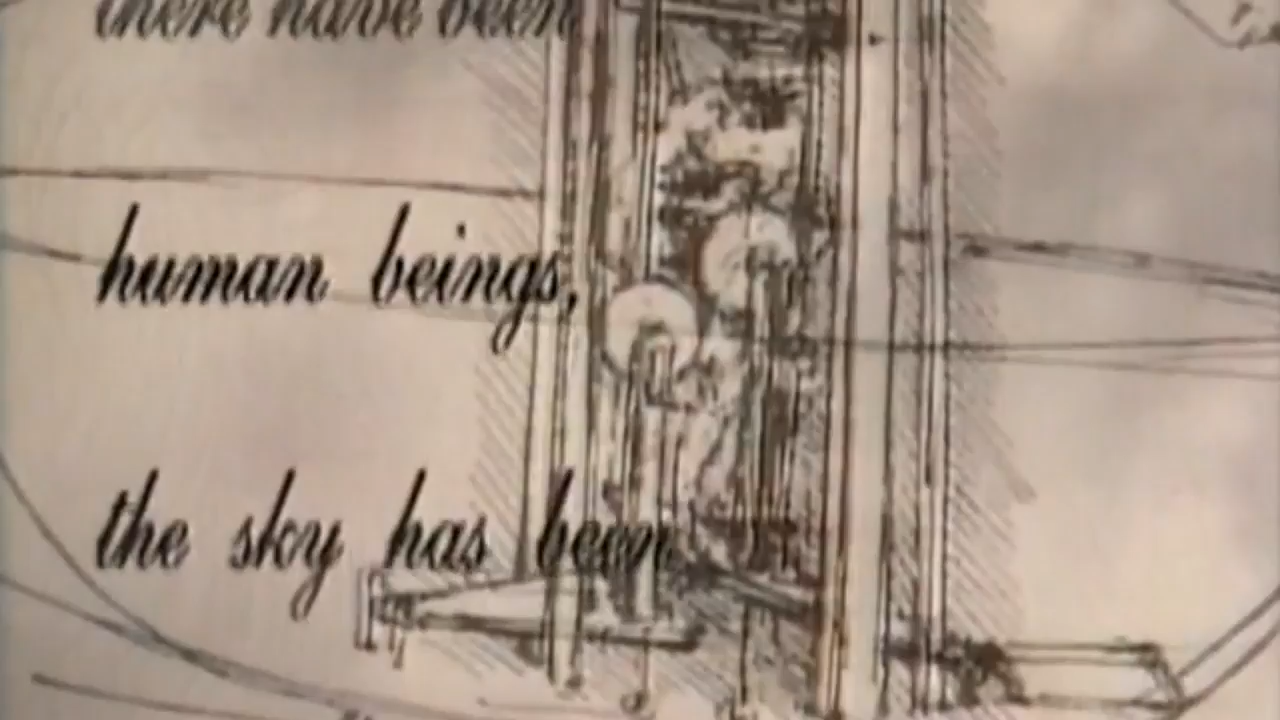 there have been
human beings,
the sky has been